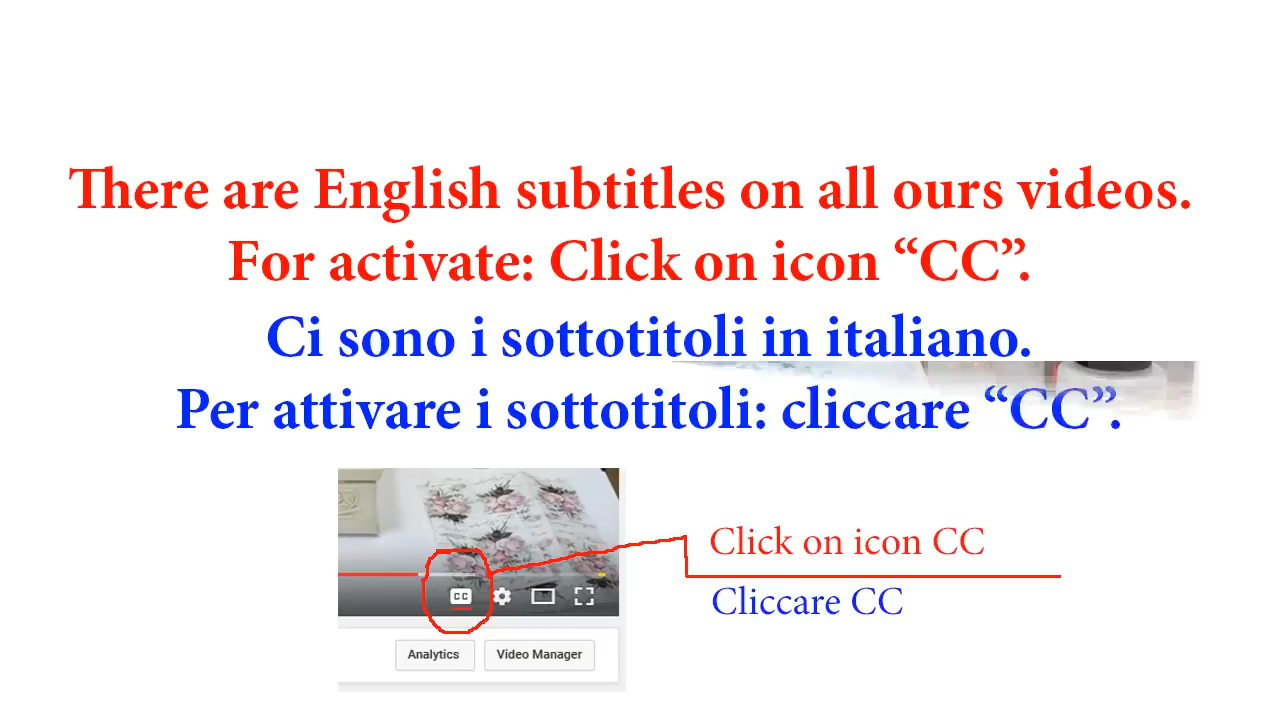 There are English subtitles on all ours videos.
For activate: Click on icon “CC”.
Ci sono i sottotitoli in italiano.
Per attivare i sottotitoli: cliccare “CC”.
Click on icon CC
Cliccare CC
CC
Analytics
Video Manager